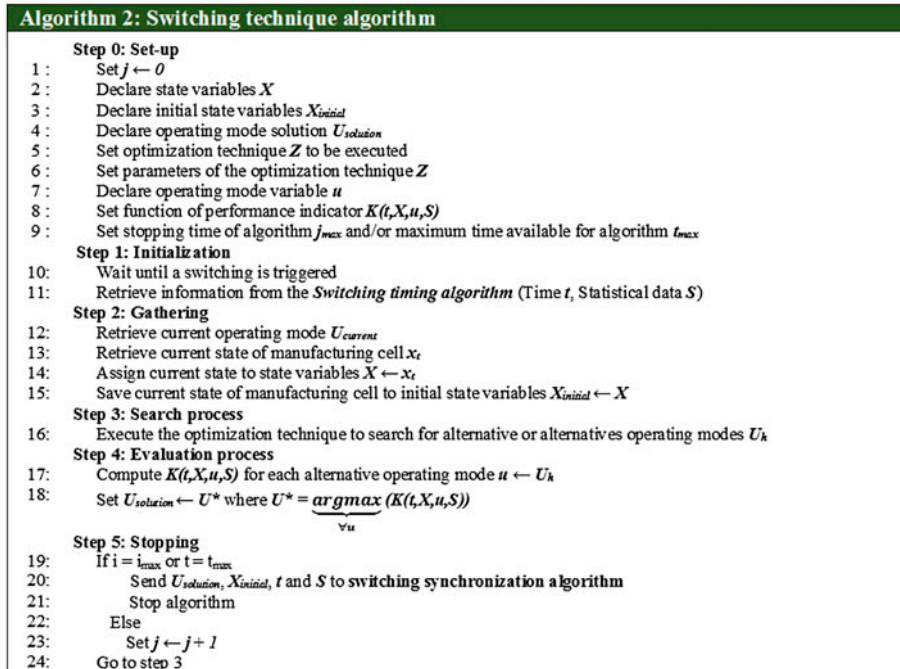 Algorithm 2: Switching technique algorithm
Step 0: Set-up
1 : Set j ← 0
2 : Declare state variables X
3 : Declare initial state variables X_initial
4 : Declare operating mode solution U_solution
5 : Set optimization technique Z to be executed
6 : Set parameters of the optimization technique Z
7 : Declare operating mode variable u
8 : Set function of performance indicator K(t,X,u,S)
9 : Set stopping time of algorithm j_max and/or maximum time available for algorithm t_max
Step 1: Initialization
10: Wait until a switching is triggered
11: Retrieve information from the Switching timing algorithm (Time t, Statistical data S)
Step 2: Gathering
12: Retrieve current operating mode U_current
13: Retrieve current state of manufacturing cell x_t
14: Assign current state to state variables X ← x_t
15: Save current state of manufacturing cell to initial state variables X_initial ← X
Step 3: Search process
16: Execute the optimization technique to search for alternative or alternatives operating modes U_k
Step 4: Evaluation process
17: Compute K(t,X,u,S) for each alternative operating mode u ← U_k
18: Set U_solution ← U* where U* = argmax (K(t,X,u,S))
∀u
Step 5: Stopping
19: If i = i_max or t = t_max
20: Send U_solution, X_initial, t and S to switching synchronization algorithm
21: Stop algorithm
22: Else
23: Set j ← j + 1
24: Go to step 3